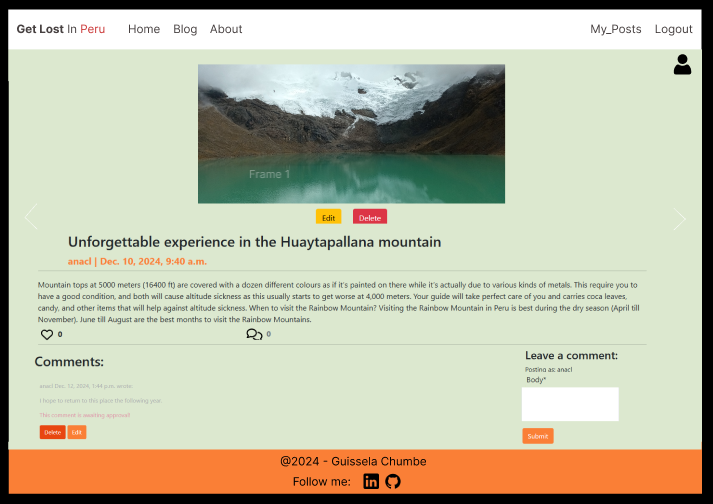 Get Lost In Peru Home Blog About My_Posts Logout
Frame 1
Edit Delete
Unforgettable experience in the Huaytapallana mountain
anacl | Dec. 10, 2024, 9:40 a.m.
Mountain tops at 5000 meters (16400 ft) are covered with a dozen different colours as if it's painted on there while it's actually due to various kinds of metals. This require you to
have a good condition, and both will cause altitude sickness as this usually starts to get worse at 4,000 meters. Your guide will take perfect care of you and carries coca leaves,
candy, and other items that will help against altitude sickness. When to visit the Rainbow Mountain? Visiting the Rainbow Mountain in Peru is best during the dry season (April till
November). June till August are the best months to visit the Rainbow Mountains.
0 0
Comments:
anacl Dec. 12, 2024, 1:44 p.m. wrote:
I hope to return to this place the following year.
This comment is awaiting approval
Delete Edit
Leave a comment:
Posting as: anacl
Body*
Submit
@2024 - Guissela Chumbe
Follow me: